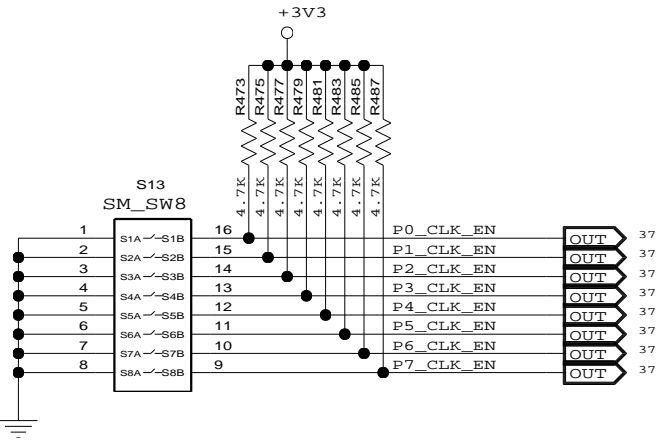 +3V3
R473
R475
R477
R479
R481
R483
R485
R487
4.7K
4.7K
4.7K
4.7K
4.7K
4.7K
4.7K
4.7K
S13
SM_SW8
1 S1A S1B 16 P0_CLK_EN OUT 37
2 S2A S2B 15 P1_CLK_EN OUT 37
3 S3A S3B 14 P2_CLK_EN OUT 37
4 S4A S4B 13 P3_CLK_EN OUT 37
5 S5A S5B 12 P4_CLK_EN OUT 37
6 S6A S6B 11 P5_CLK_EN OUT 37
7 S7A S7B 10 P6_CLK_EN OUT 37
8 S8A S8B 9 P7_CLK_EN OUT 37